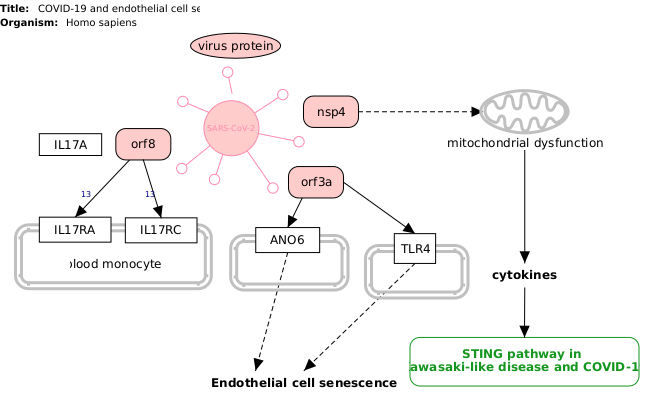 Title: COVID-19 and endothelial cell se
Organism: Homo sapiens
virus protein
nsp4
SARS-CoV-2
IL17A
orf8
mitochondrial dysfunction
orf3a
13
13
IL17RA
IL17RC
ANO6
TLR4
blood monocyte
cytokines
STING pathway in
awasaki-like disease and COVID-1
Endothelial cell senescence